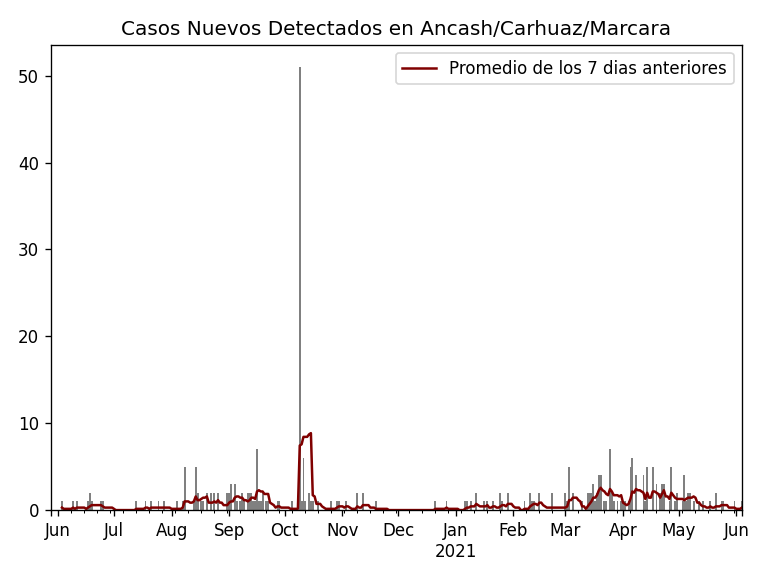 Casos Nuevos Detectados en Ancash/Carhuaz/Marcara
Promedio de los 7 dias anteriores
50
40
30
20
10
0
Jun Jul Aug Sep Oct Nov Dec Jan Feb Mar Apr May Jun
2021